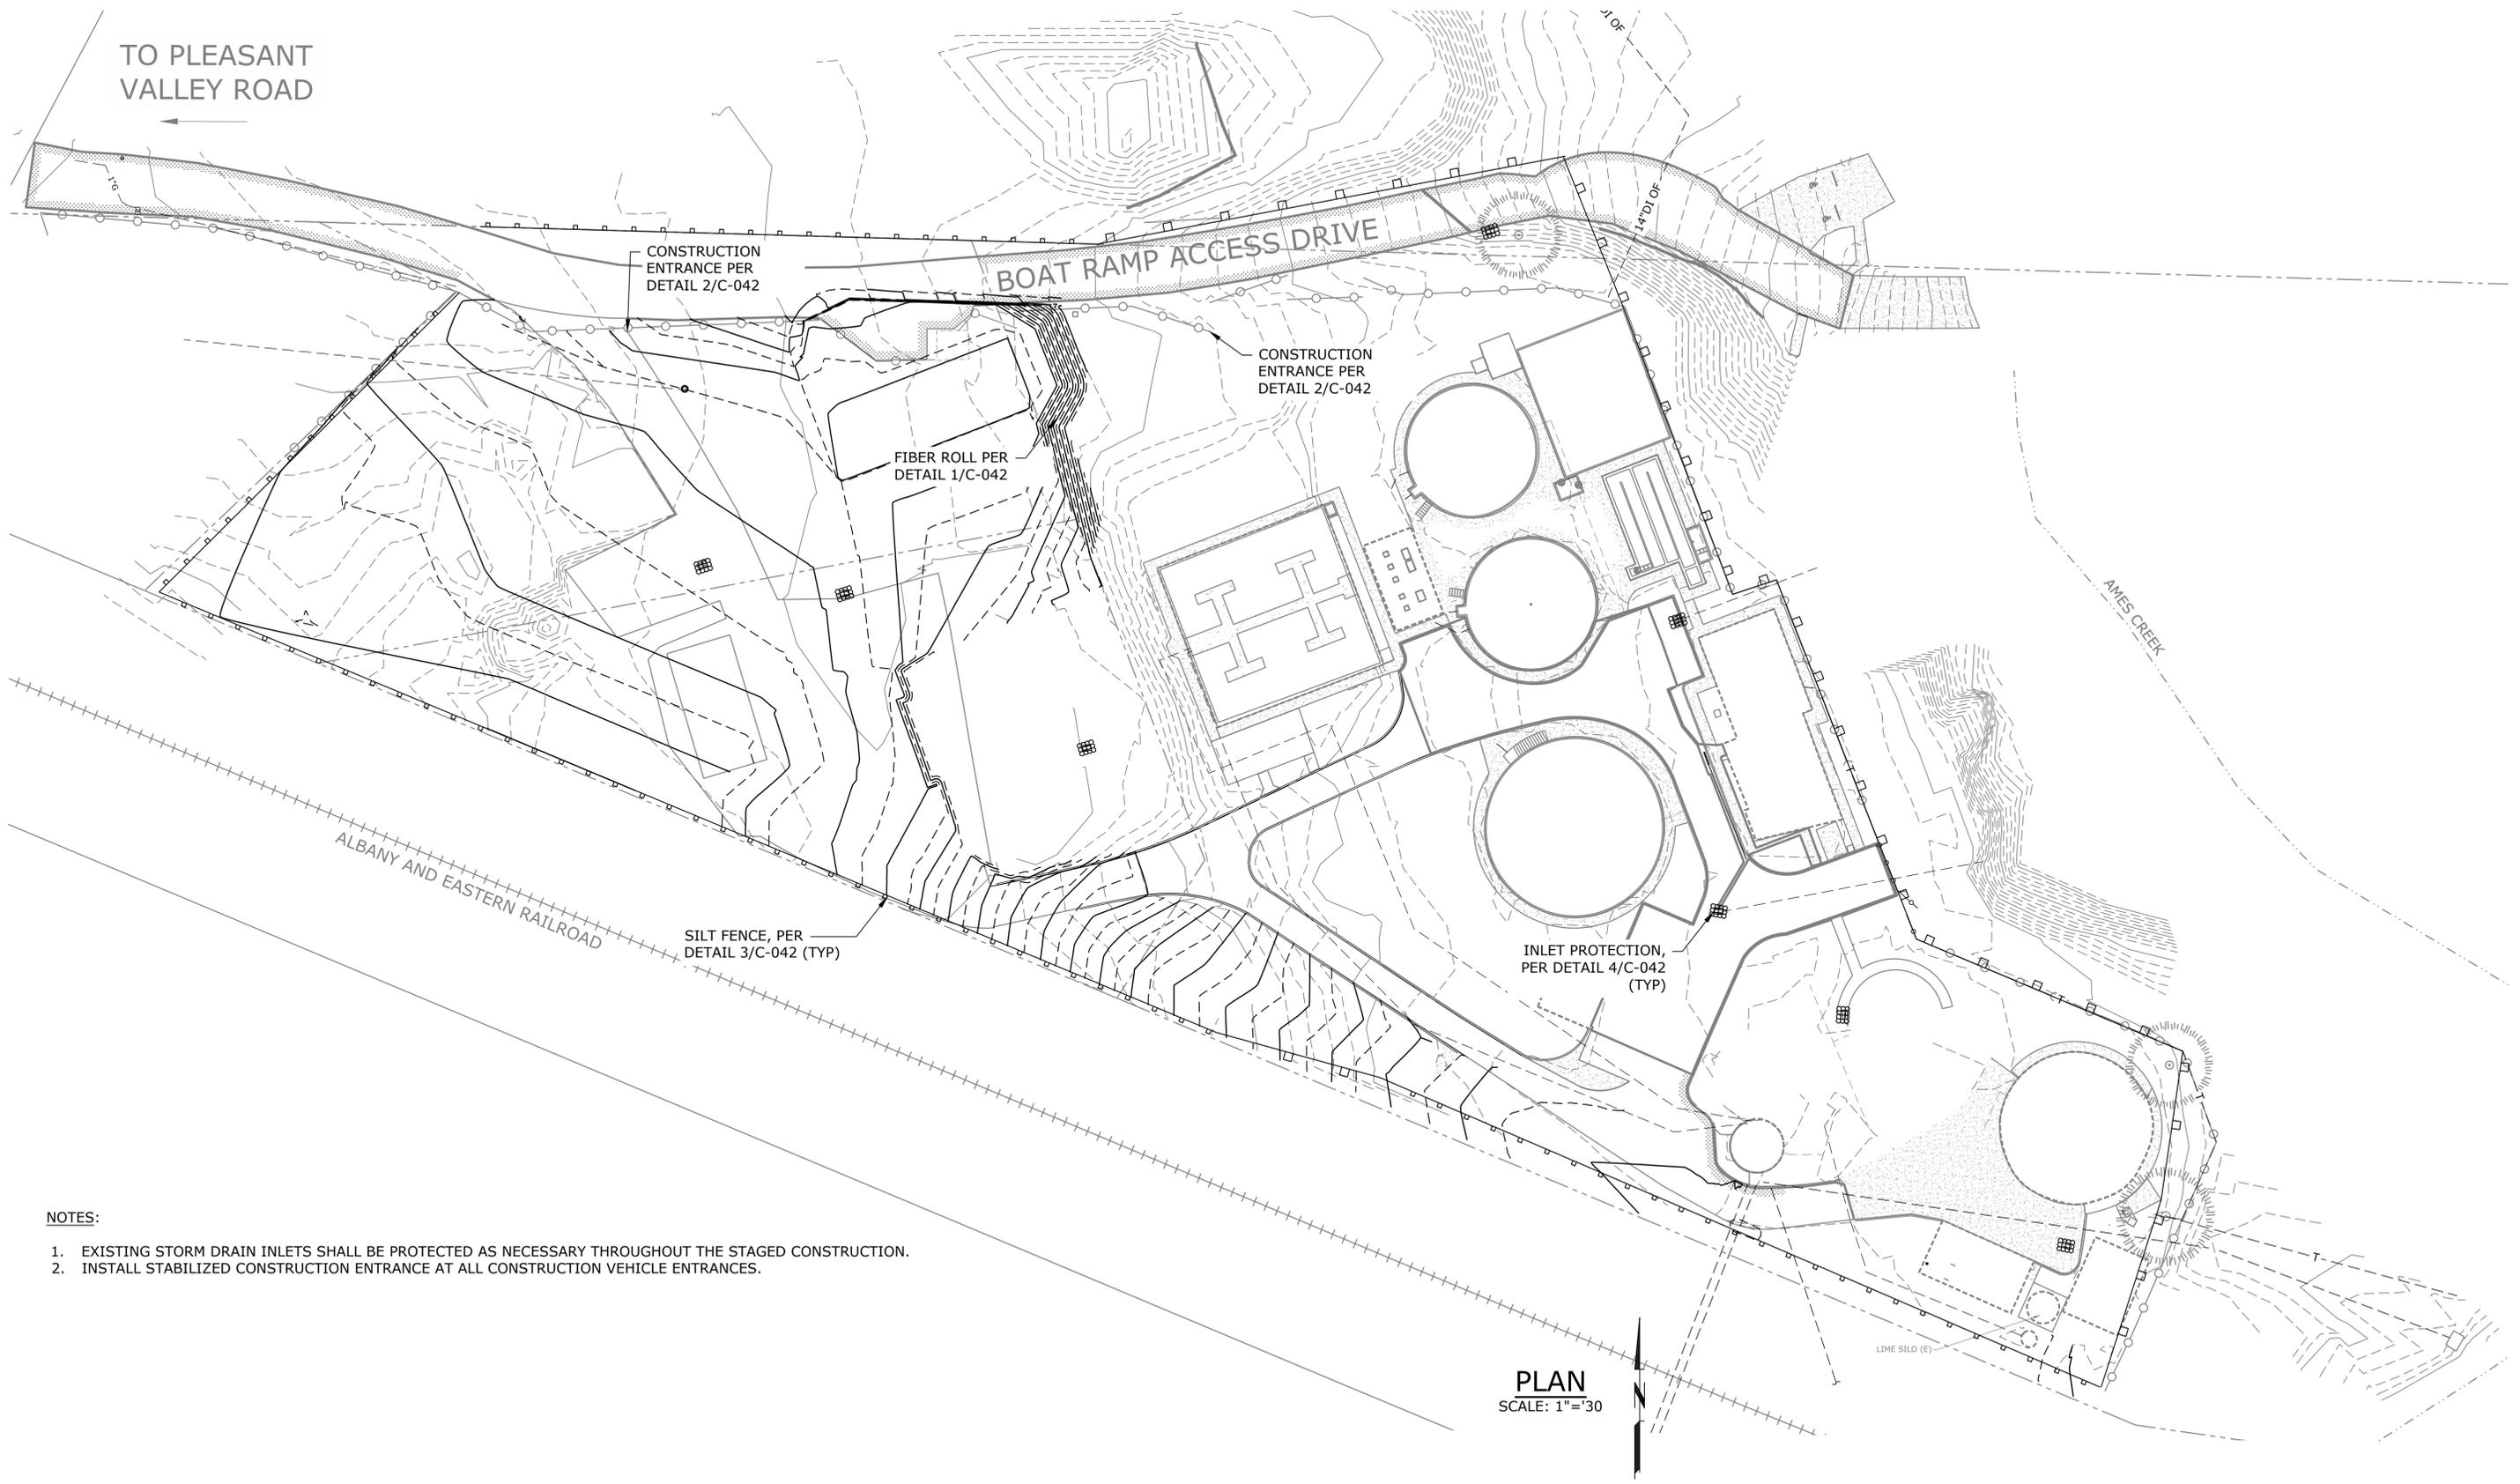 TO PLEASANT
VALLEY ROAD
DI OF
1"G
14"DI OF
CONSTRUCTION
ENTRANCE PER
DETAIL 2/C-042
BOAT RAMP ACCESS DRIVE
CONSTRUCTION
ENTRANCE PER
DETAIL 2/C-042
FIBER ROLL PER
DETAIL 1/C-042
AMES CREEK
ALBANY AND EASTERN RAILROAD
SILT FENCE, PER
DETAIL 3/C-042 (TYP)
INLET PROTECTION,
PER DETAIL 4/C-042
(TYP)
T
T
T
T
NOTES:
1. EXISTING STORM DRAIN INLETS SHALL BE PROTECTED AS NECESSARY THROUGHOUT THE STAGED CONSTRUCTION.
2. INSTALL STABILIZED CONSTRUCTION ENTRANCE AT ALL CONSTRUCTION VEHICLE ENTRANCES.
LIME SILO (E)
PLAN
SCALE: 1"='30
N